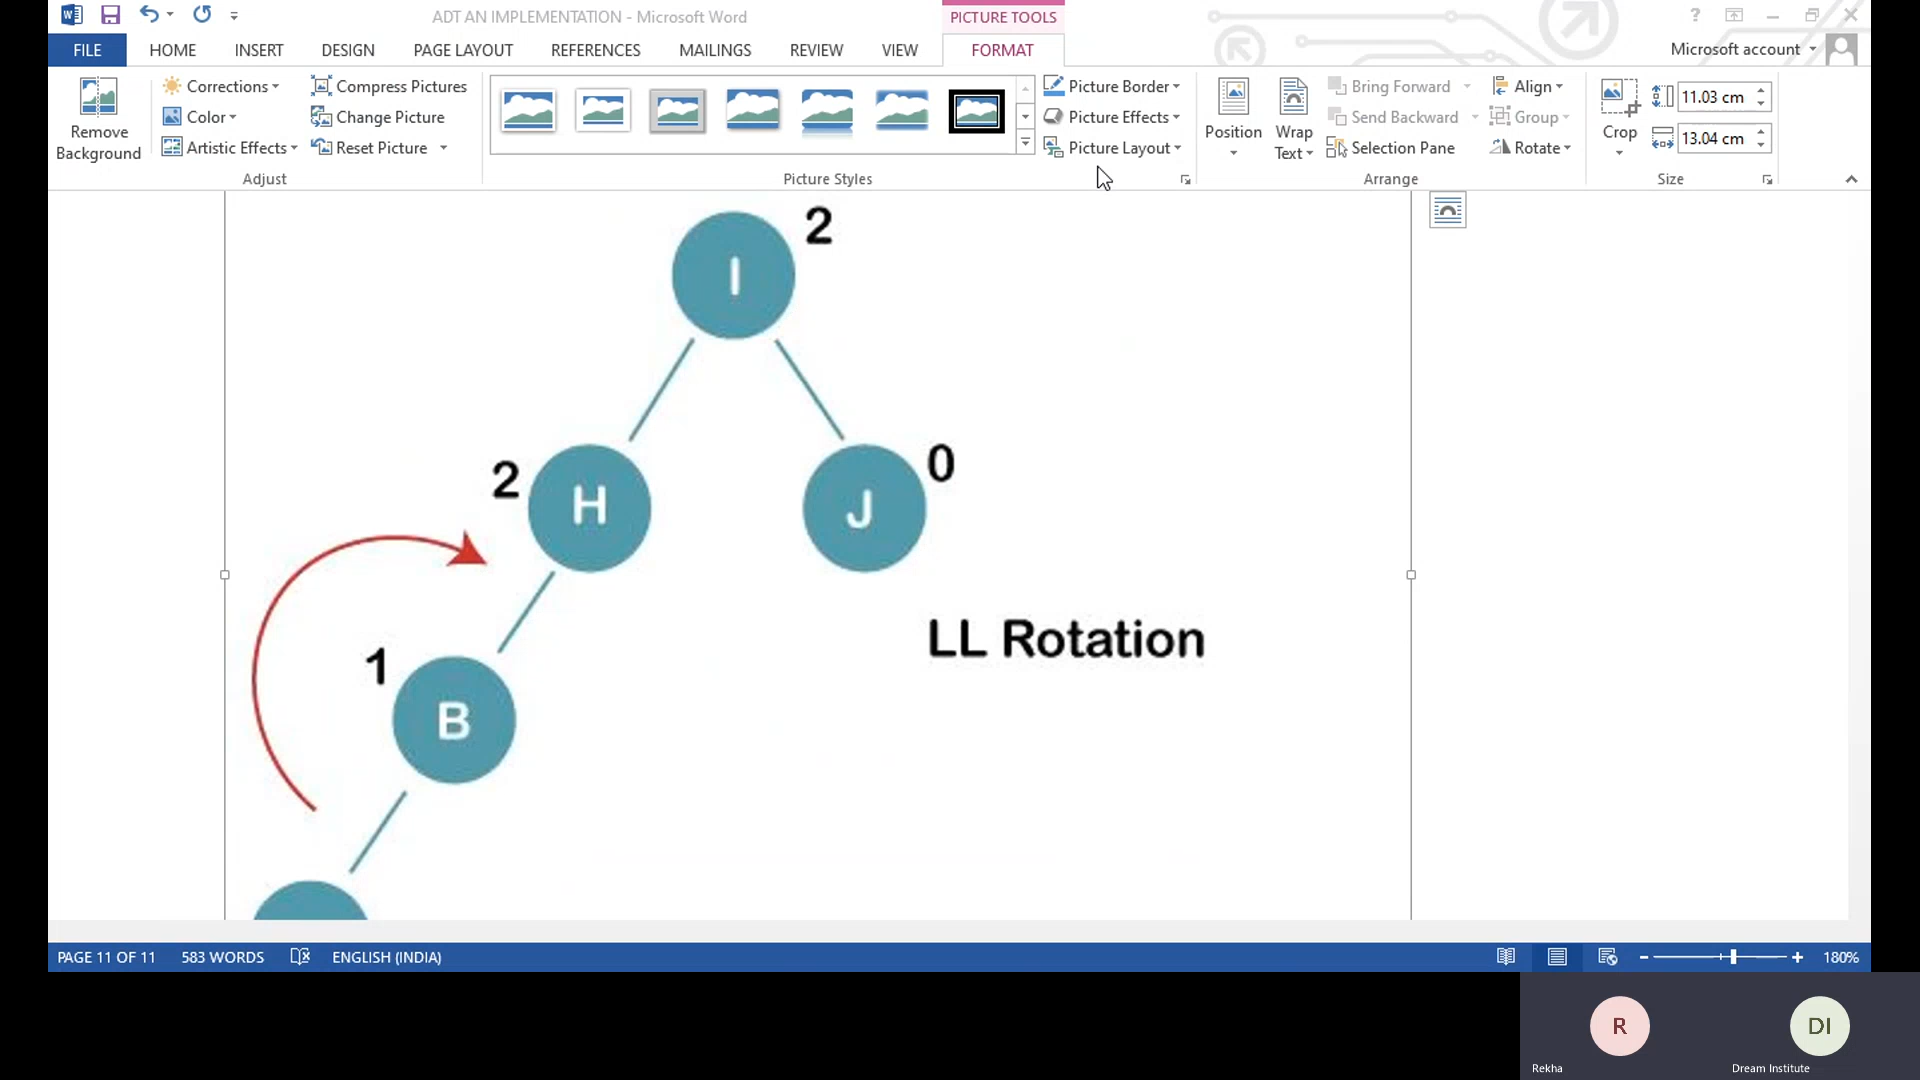 ADT AN IMPLEMENTATION - Microsoft Word
PICTURE TOOLS
?
FILE
HOME
INSERT
DESIGN
PAGE LAYOUT
REFERENCES
MAILINGS
REVIEW
VIEW
FORMAT
Microsoft account
Remove
Background
Corrections
Color
Artistic Effects
Compress Pictures
Change Picture
Reset Picture
Adjust
Picture Styles
Picture Border
Picture Effects
Picture Layout
Position
Wrap
Text
Bring Forward
Send Backward
Selection Pane
Align
Group
Rotate
Arrange
Crop
11.03 cm
13.04 cm
Size
I
2
2
H
J
0
LL Rotation
1
B
PAGE 11 OF 11
583 WORDS
ENGLISH (INDIA)
180%
R
DI
Rekha
Dream Institute